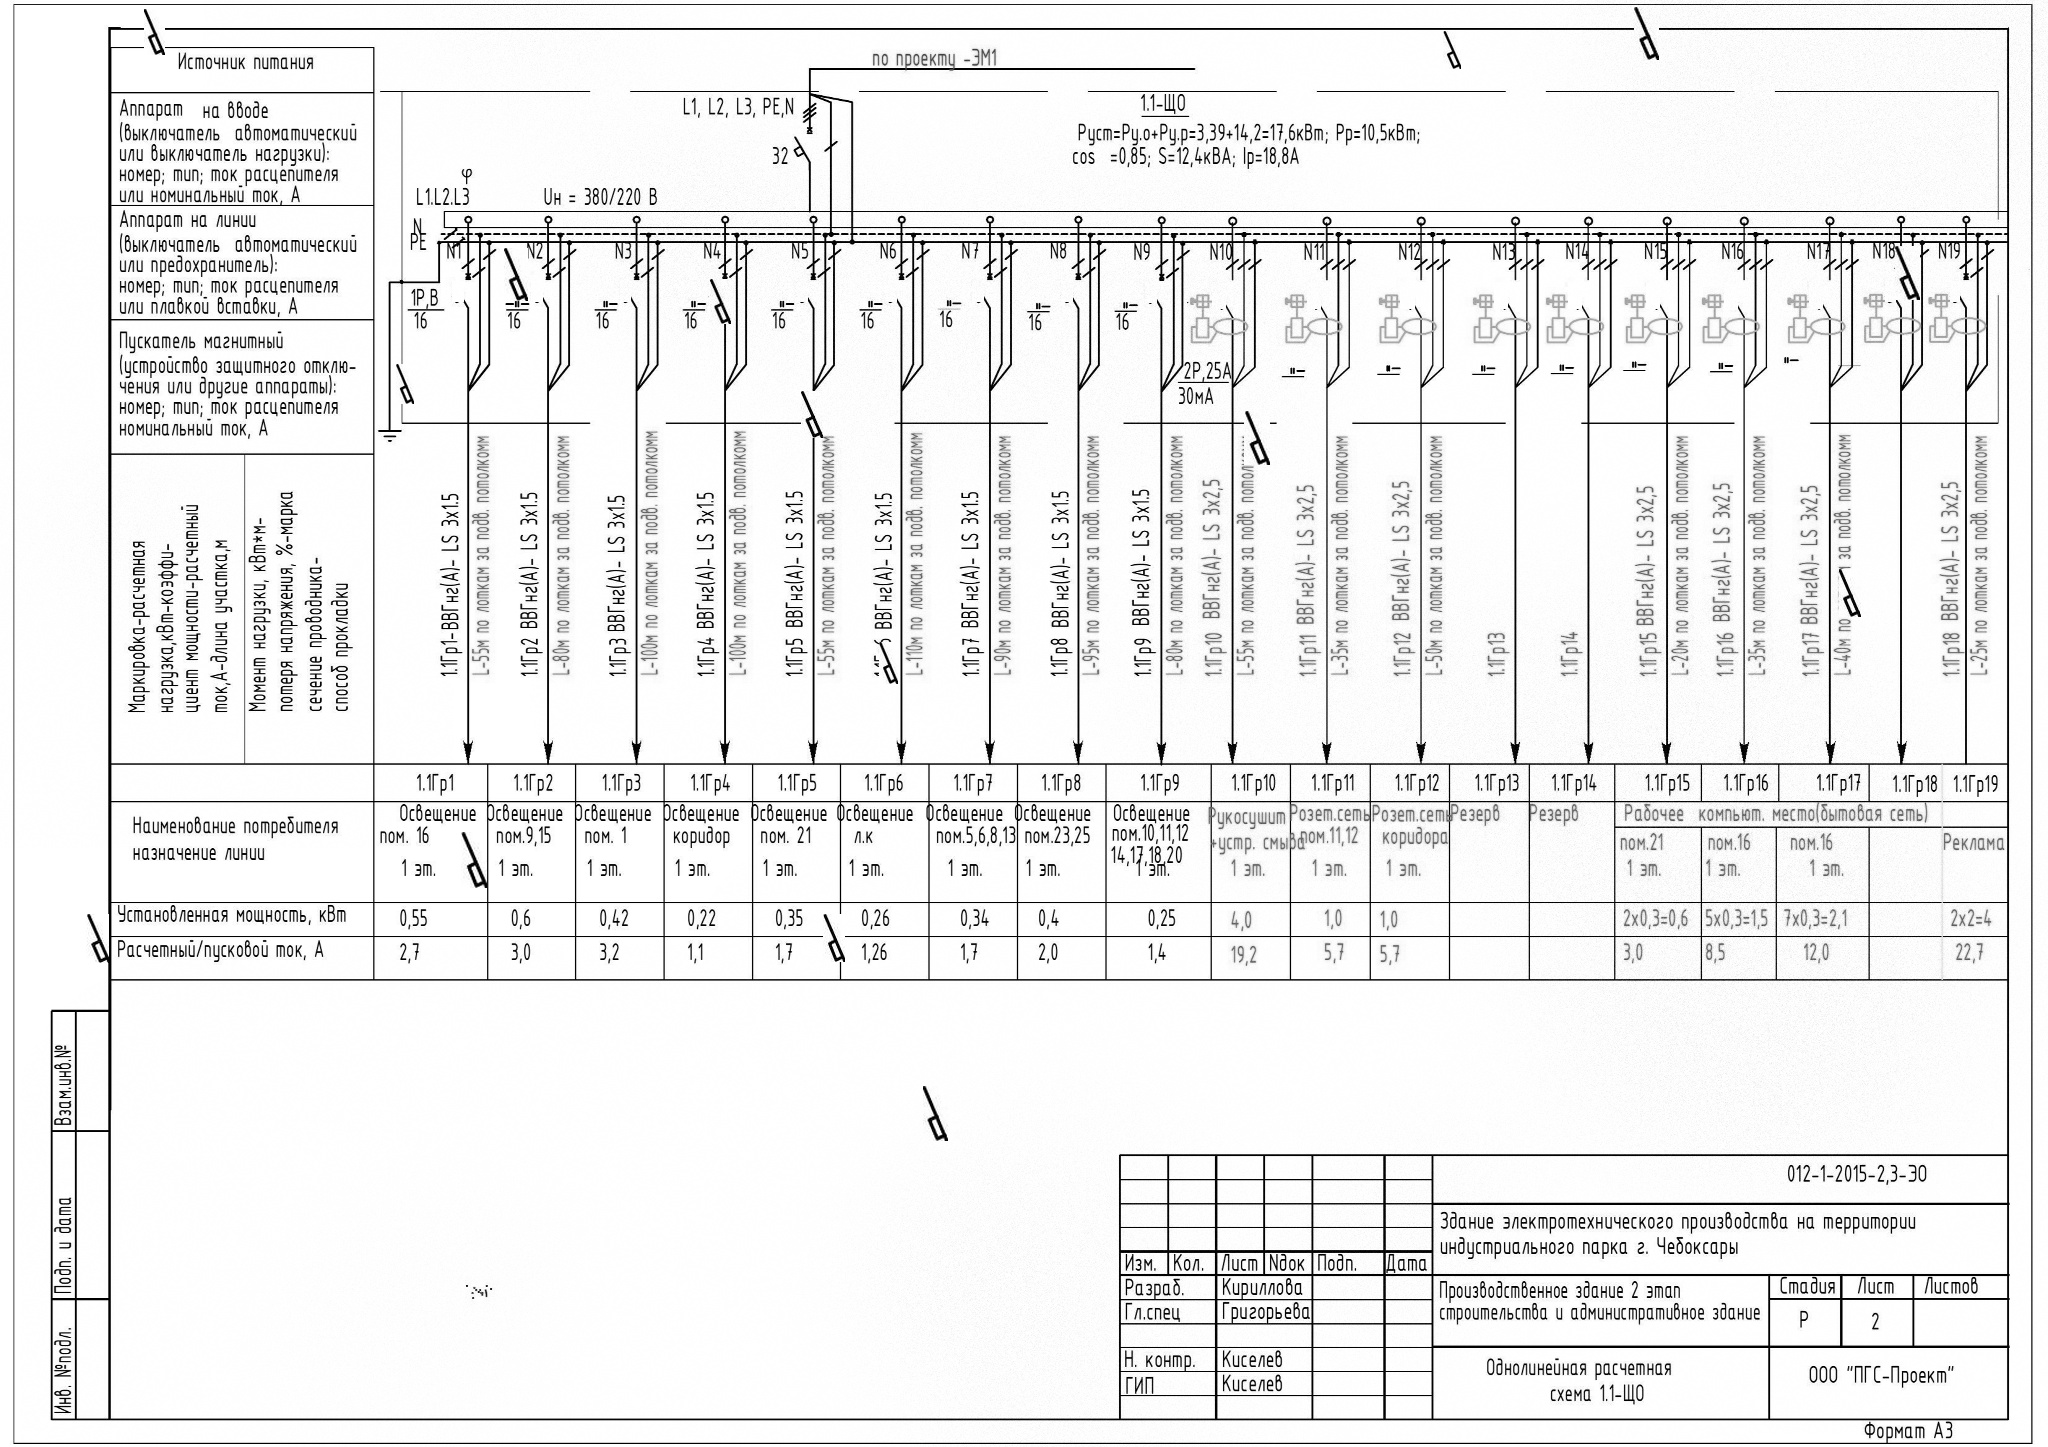 Источник питания
Аппарат на вводе
(выключатель автоматический
или выключатель нагрузки):
номер; тип; ток расцепителя
или номинальный ток, А
Аппарат на линии
(выключатель автоматический
или предохранитель):
номер; тип; ток расцепителя
или плавкой вставки, А
Пускатель магнитный
(устройство защитного отклю-
чения или другие аппараты):
номер; тип; ток расцепителя
номинальный ток, А
Маркировка-расчетная
нагрузка,кВт-коэффи-
циент мощности-расчетный
ток,А-длина участка,м
Момент нагрузки, кВт*м-
потеря напряжения, %-марка
сечение проводника-
способ прокладки
по проекту -ЭМ1
L1, L2, L3, PE,N
32
1.1-ЩО
Руст=Ру.о+Ру.р=3,39+14,2=17,6кВт; Рр=10,5кВт;
cos =0,85; S=12,4кВА; Iр=18,8А
φ
L1.L2.L3
Uн = 380/220 В
N
PE
N1 N2 N3 N4 N5 N6 N7 N8 N9 N10 N11 N12 N13 N14 N15 N16 N17 N18 N19
1Р,В
16
-"- 16
-"- 16
-"- 16
-"- 16
-"- 16
-"- 16
-"- 16
-"- 16
2Р,25А
30мА
-"- -"- -"- -"- -"- -"- -"-
1.1Гр1-ВВГнг(А)- LS 3х1.5
L-55м по лоткам за подв. потолкомм
1.1Гр2 ВВГнг(А)- LS 3х1.5
L-80м по лоткам за подв. потолкомм
1.1Гр3 ВВГнг(А)- LS 3х1.5
L-100м по лоткам за подв. потолкомм
1.1Гр4 ВВГнг(А)- LS 3х1.5
L-100м по лоткам за подв. потолкомм
1.1Гр5 ВВГнг(А)- LS 3х1.5
L-55м по лоткам за подв. потолкомм
6 ВВГнг(А)- LS 3х1.5
L-110м по лоткам за подв. потолкомм
1.1Гр7 ВВГнг(А)- LS 3х1.5
L-90м по лоткам за подв. потолкомм
1.1Гр8 ВВГнг(А)- LS 3х1.5
L-95м по лоткам за подв. потолкомм
1.1Гр9 ВВГнг(А)- LS 3х1.5
L-80м по лоткам за подв. потолкомм
1.1Гр10 ВВГнг(А)- LS 3х2,5
L-55м по лоткам за подв. потолкомм
1.1Гр11 ВВГнг(А)- LS 3х2,5
L-35м по лоткам за подв. потолкомм
1.1Гр12 ВВГнг(А)- LS 3х2,5
L-50м по лоткам за подв. потолкомм
1.1Гр13
1.1Гр14
1.1Гр15 ВВГнг(А)- LS 3х2,5
L-20м по лоткам за подв. потолкомм
1.1Гр16 ВВГнг(А)- LS 3х2,5
L-35м по лоткам за подв. потолкомм
1.1Гр17 ВВГнг(А)- LS 3х2,5
L-40м по за подв. потолкомм
1.1Гр18 ВВГнг(А)- LS 3х2,5
L-25м по лоткам за подв. потолкомм
1.1Гр1 1.1Гр2 1.1Гр3 1.1Гр4 1.1Гр5 1.1Гр6 1.1Гр7 1.1Гр8 1.1Гр9 1.1Гр10 1.1Гр11 1.1Гр12 1.1Гр13 1.1Гр14 1.1Гр15 1.1Гр16 1.1Гр17 1.1Гр18 1.1Гр19
Наименование потребителя
назначение линии
Освещение
пом. 16
1 эт.
Освещение
пом.9,15
1 эт.
Освещение
пом. 1
1 эт.
Освещение
коридор
1 эт.
Освещение
пом. 21
1 эт.
Освещение
л.к
1 эт.
Освещение
пом.5,6,8,13
1 эт.
Освещение
пом.23,25
1 эт.
Освещение
пом.10,11,12
14,17,18,20
1 эт.
Рукосушит
+устр. смыва
1 эт.
Розет.сеть
пом.11,12
1 эт.
Розет.сеть
коридора
1 эт.
Резерв
Резерв
Рабочее компьют. место(бытовая сеть)
пом.21
1 эт.
пом.16
1 эт.
пом.16
1 эт.
Реклама
Установленная мощность, кВт
0,55 0,6 0,42 0,22 0,35 0,26 0,34 0,4 0,25 4,0 1,0 1,0 2х0,3=0,6 5х0,3=1,5 7х0,3=2,1 2х2=4
Расчетный/пусковой ток, А
2,7 3,0 3,2 1,1 1,7 1,26 1,7 2,0 1,4 19,2 5,7 5,7 3,0 8,5 12,0 22,7
Взам.инв.№
Подп. и дата
Инв. №подл.
012-1-2015-2,3-ЭО
Здание электротехнического производства на территории
индустриального парка г. Чебоксары
Изм. Кол. Лист Nдок Подп. Дата
Разраб. Кириллова
Гл.спец Григорьева
Н. контр. Киселев
ГИП Киселев
Производственное здание 2 этап
строительства и административное здание
Стадия Лист Листов
Р 2
Однолинейная расчетная
схема 1.1-ЩО
ООО "ПГС-Проект"
Формат А3